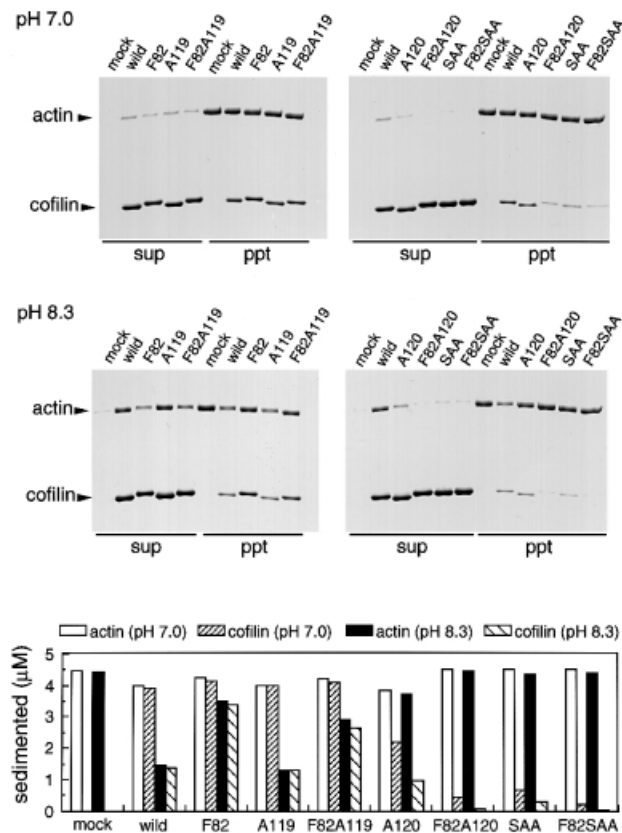 pH 7.0
mock wild F82 A119 F82A119 mock wild F82 A119 F82A119
mock wild A120 F82A120 SAA F82SAA mock wild A120 F82A120 SAA F82SAA
actin
cofilin
sup ppt
sup ppt
pH 8.3
mock wild F82 A119 F82A119 mock wild F82 A119 F82A119
mock wild A120 F82A120 SAA F82SAA mock wild A120 F82A120 SAA F82SAA
actin
cofilin
sup ppt
sup ppt
actin (pH 7.0) cofilin (pH 7.0) actin (pH 8.3) cofilin (pH 8.3)
sedimented (μM)
5
4
3
2
1
0
mock wild F82 A119 F82A119 A120 F82A120 SAA F82SAA